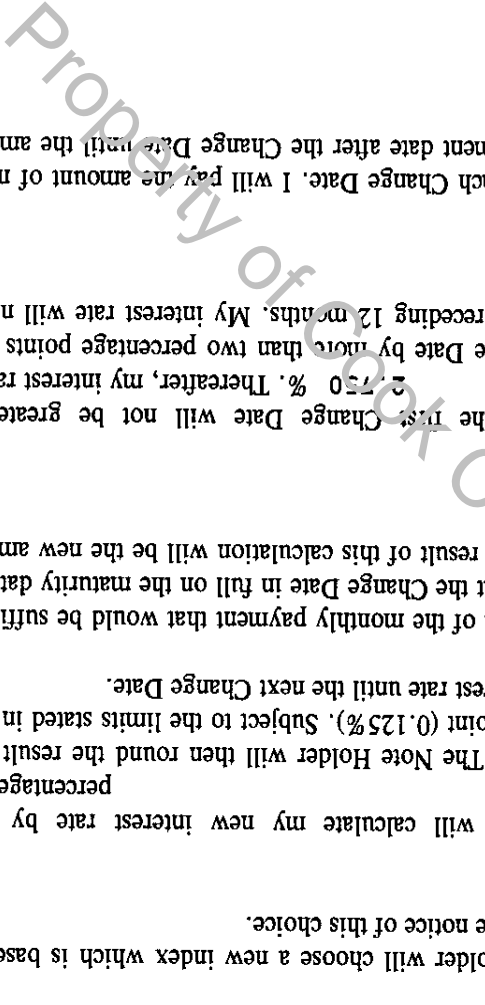 older will choose a new index which is base
e notice of this choice.
will calculate my new interest rate by
percentage
The Note Holder will then round the result
oint (0.125%). Subject to the limits stated in
est rate until the next Change Date.
of the monthly payment that would be suffi
t the Change Date in full on the maturity dat
result of this calculation will be the new am
he first Change Date will not be greate
%. Thereafter, my interest ra
e Date by more than two percentage points
receding 12 months. My interest rate will n
ch Change Date. I will pay the amount of n
nent date after the Change Date until the am
Property of Cook C